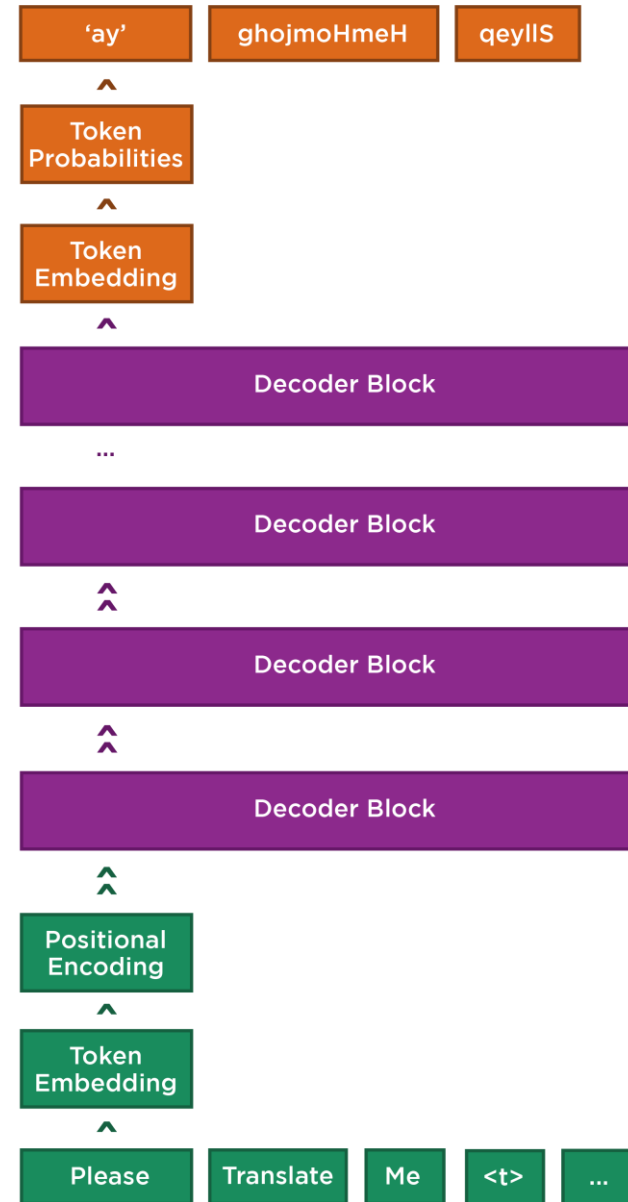 ‘ay’ ghojmoHmeH qeyllS
^
Token
Probabilities
^
Token
Embedding
^
Decoder Block
...
Decoder Block
^
^
Decoder Block
^
^
Decoder Block
^
^
Positional
Encoding
^
Token
Embedding
^
Please Translate Me <t> ...